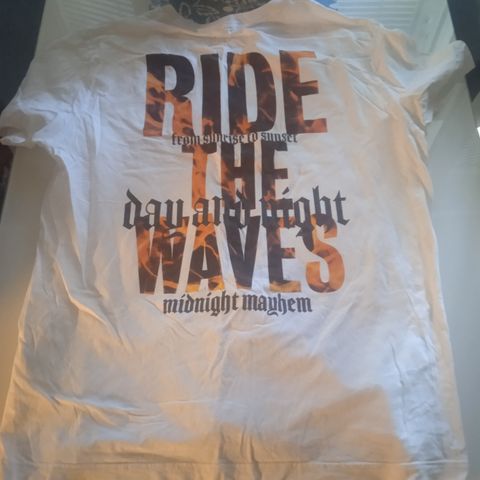 RIDE
from sunrise to sunset
THE
day and night
WAVES
midnight mayhem